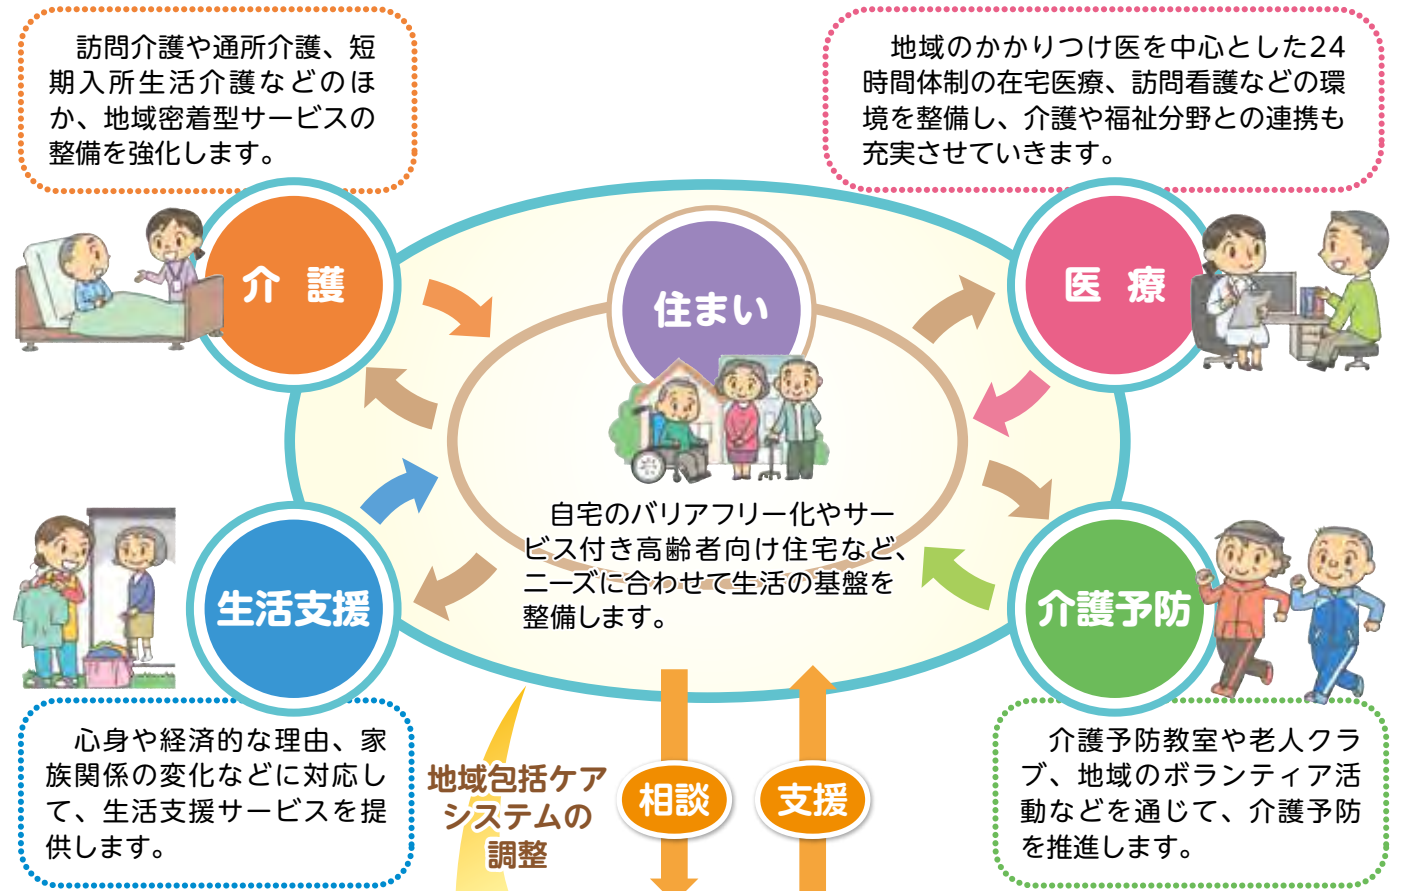 訪問介護や通所介護、短
期入所生活介護などのほ
か、地域密着型サービスの
整備を強化します。
地域のかかりつけ医を中心とした24
時間体制の在宅医療、訪問看護などの環
境を整備し、介護や福祉分野との連携も
充実させていきます。
介 護
住まい
医 療
自宅のバリアフリー化やサー
ビス付き高齢者向け住宅など、
ニーズに合わせて生活の基盤を
整備します。
生活支援
介護予防
心身や経済的な理由、家
族関係の変化などに対応し
て、生活支援サービスを提
供します。
地域包括ケア
システムの
調整
相談
支援
介護予防教室や老人クラ
ブ、地域のボランティア活
動などを通じて、介護予防
を推進します。